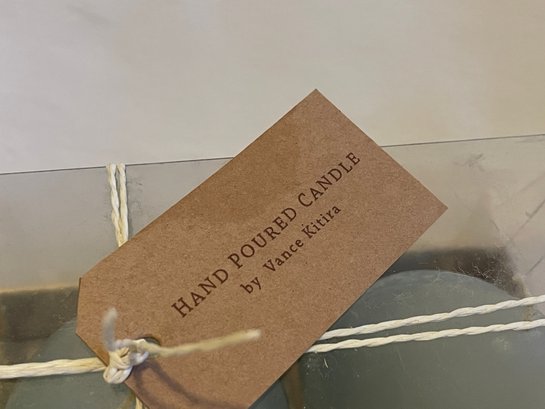 HAND POURED CANDLE
by Vance Kitira